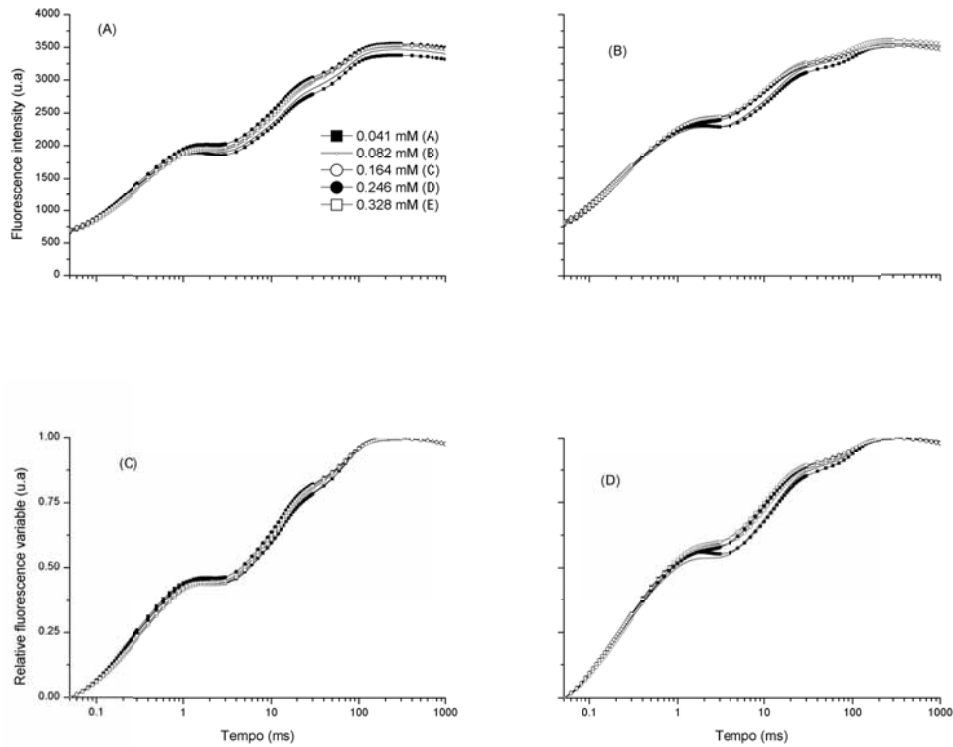 (A)
(B)
4000
3500
3000
2500
2000
1500
1000
500
0
Fluorescence intensity (u.a)
0.041 mM (A)
0.082 mM (B)
0.164 mM (C)
0.246 mM (D)
0.328 mM (E)
1.00
0.75
0.50
0.25
0.00
Relative fluorescence variable (u.a)
(C)
(D)
0.1 1 10 100 1000
0.1 1 10 100 1000
Tempo (ms)
Tempo (ms)